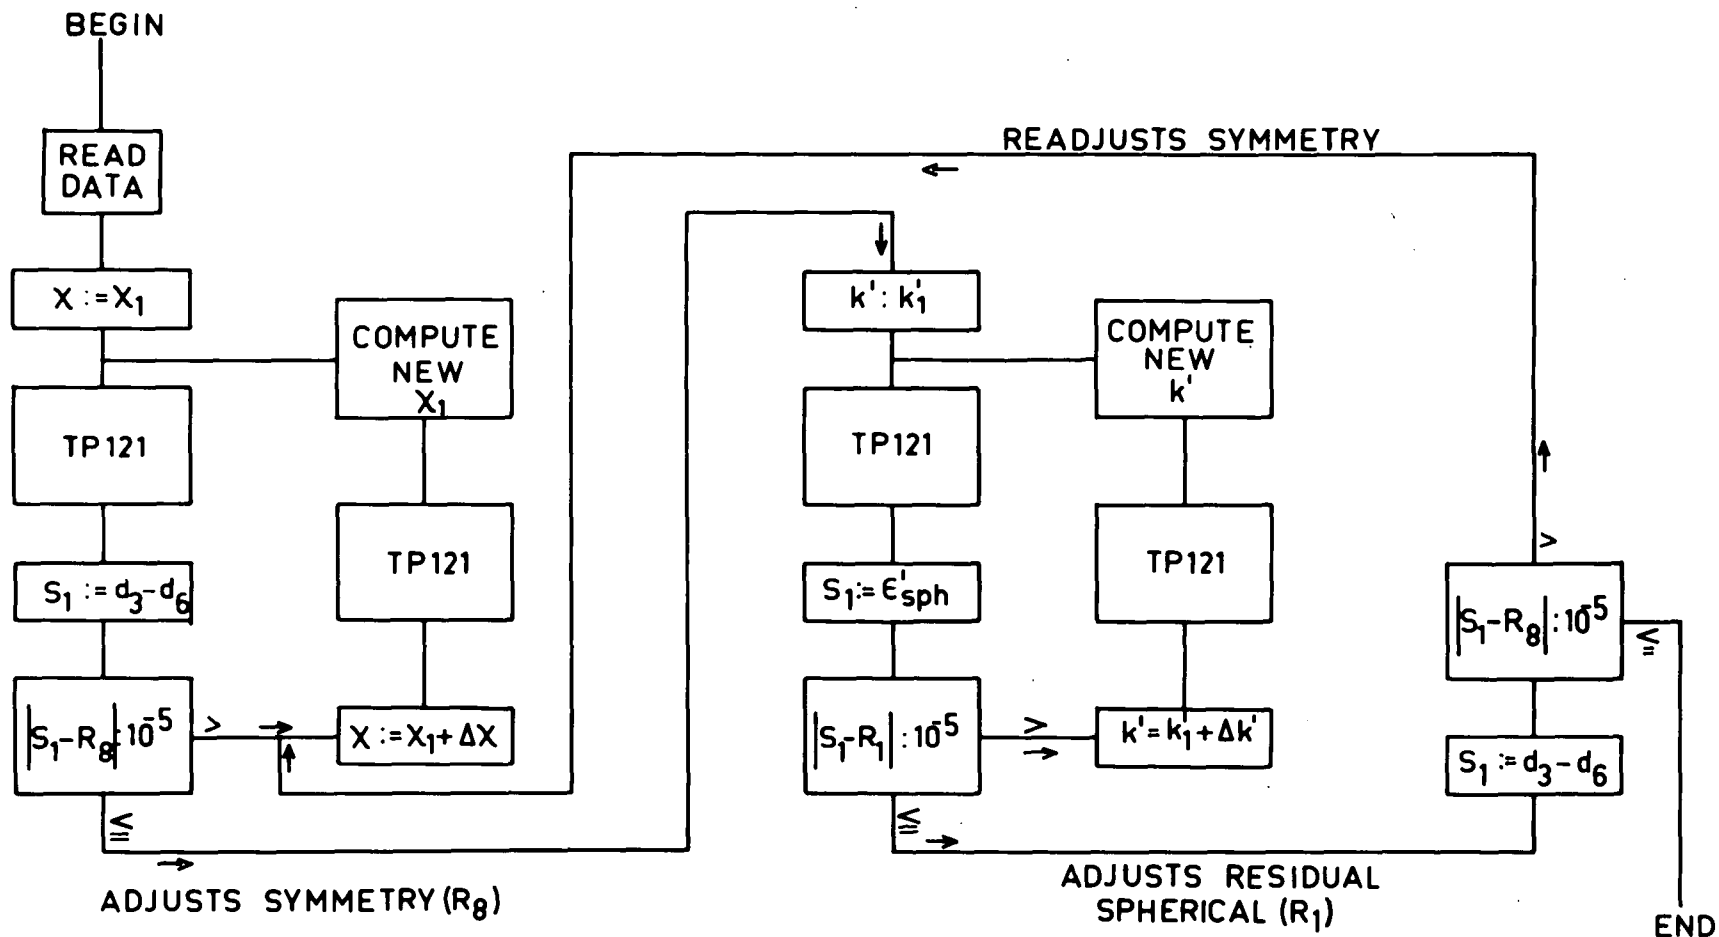 BEGIN
READ
DATA
X := X₁
TP121
S₁ := d₃-d₆
|S₁-R₈|:10⁻⁵
>
≦
ADJUSTS SYMMETRY (R₈)
COMPUTE
NEW
X₁
TP121
X := X₁+ΔX
READJUSTS SYMMETRY
k' : k'₁
TP121
S₁:= ϵ'sph
|S₁-R₁|:10⁻⁵
>
≦
COMPUTE
NEW
k'
TP121
k'=k'₁+Δk'
ADJUSTS RESIDUAL
SPHERICAL (R₁)
>
|S₁-R₈|:10⁻⁵
≦
S₁ := d₃-d₆
END